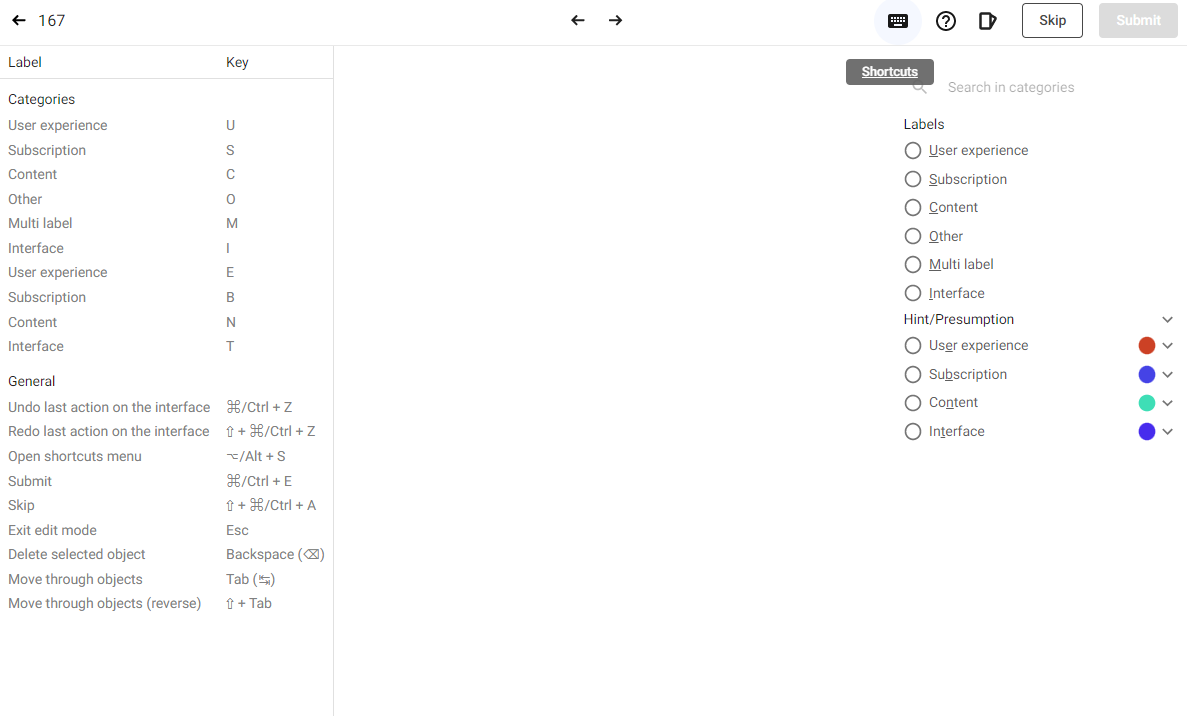 167
Skip
Submit
Label Key
Shortcuts
Search in categories
Categories
User experience U
Subscription S
Content C
Other O
Multi label M
Interface I
User experience E
Subscription B
Content N
Interface T
General
Undo last action on the interface ⌘/Ctrl + Z
Redo last action on the interface ⇧ + ⌘/Ctrl + Z
Open shortcuts menu ⌥/Alt + S
Submit ⌘/Ctrl + E
Skip ⇧ + ⌘/Ctrl + A
Exit edit mode Esc
Delete selected object Backspace (⌫)
Move through objects Tab (↹)
Move through objects (reverse) ⇧ + Tab
Labels
User experience
Subscription
Content
Other
Multi label
Interface
Hint/Presumption
User experience
Subscription
Content
Interface